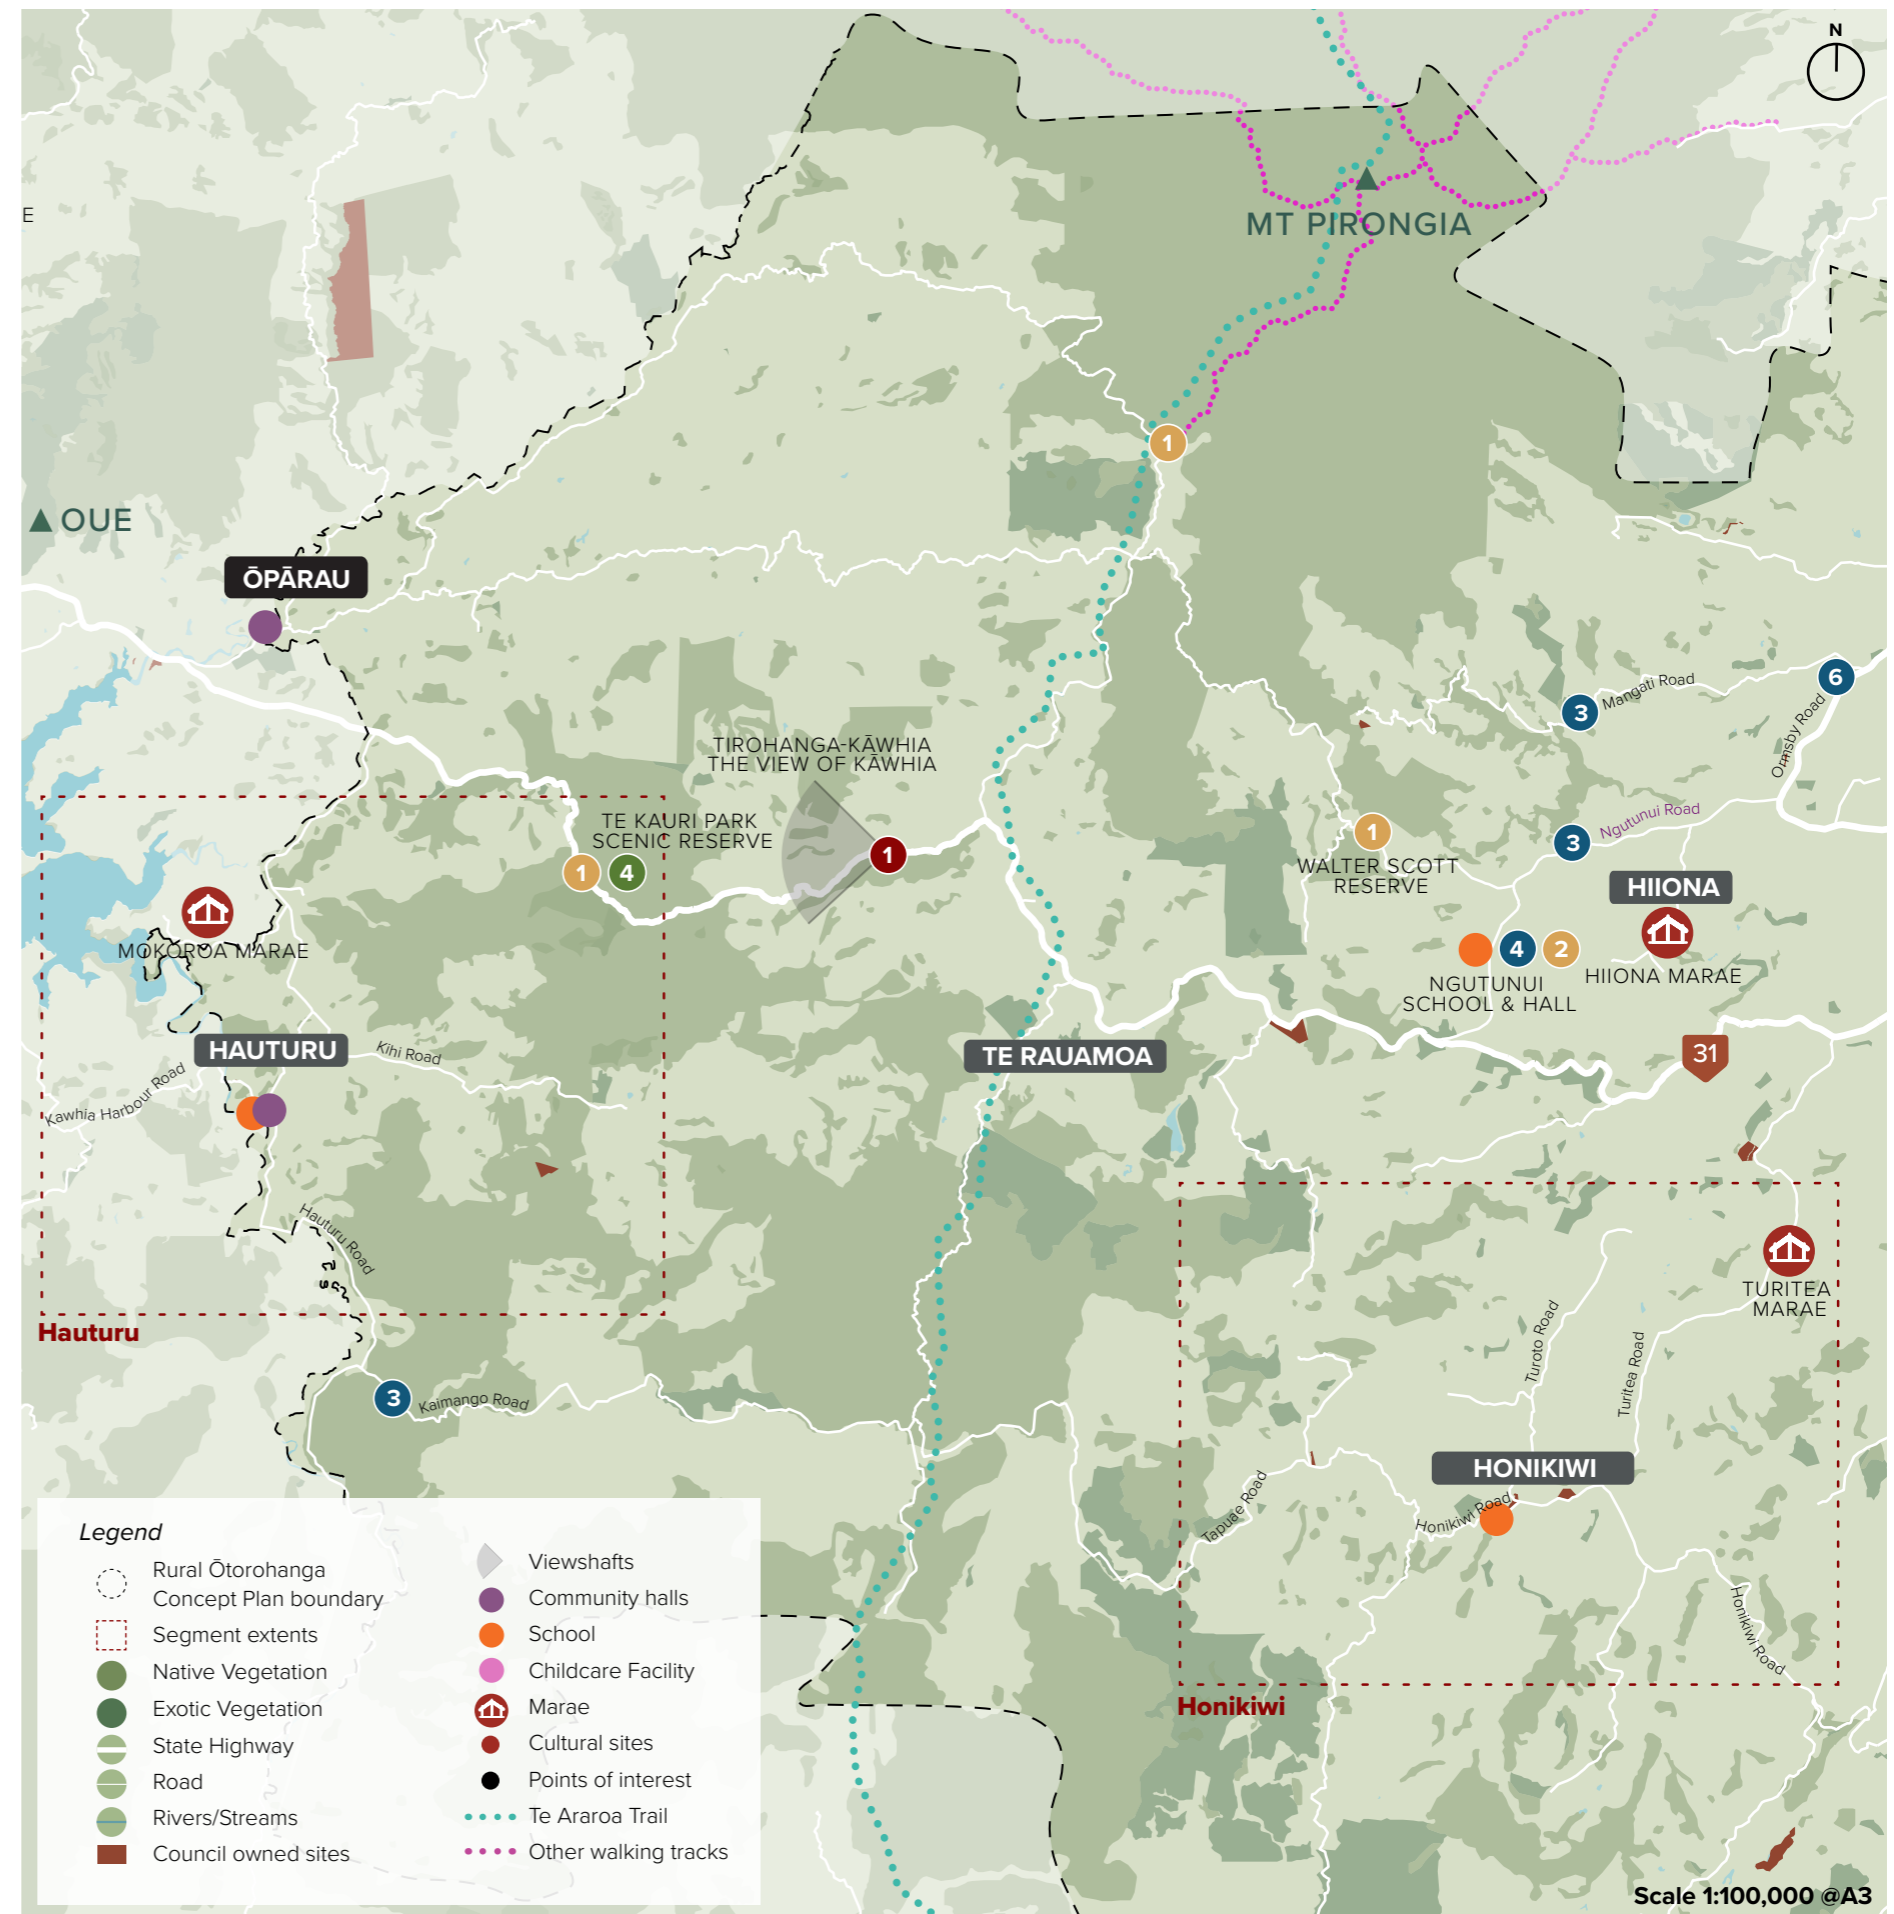 N
E
MT PIRONGIA
OUE
1
ŌPĀRAU
6
3
Mangati Road
Ormsby Road
TIROHANGA-KĀWHIA
THE VIEW OF KĀWHIA
Ngutunui Road
TE KAURI PARK
SCENIC RESERVE
1
3
1
1
4
WALTER SCOTT
RESERVE
HIIONA
MOKOROA MARAE
4
2
HIIONA MARAE
NGUTUNUI
SCHOOL & HALL
HAUTURU
Kihi Road
TE RAUAMOA
31
Kawhia Harbour Road
Hauturu Road
TURITEA
MARAE
Hauturu
Turoto Road
Turitea Road
3
Kaimango Road
HONIKIWI
Tapuae Road
Honikiwi Road
Honikiwi Road
Honikiwi
Legend
Rural Ōtorohanga
Concept Plan boundary
Segment extents
Native Vegetation
Exotic Vegetation
State Highway
Road
Rivers/Streams
Council owned sites
Viewshafts
Community halls
School
Childcare Facility
Marae
Cultural sites
Points of interest
Te Araroa Trail
Other walking tracks
Scale 1:100,000 @A3